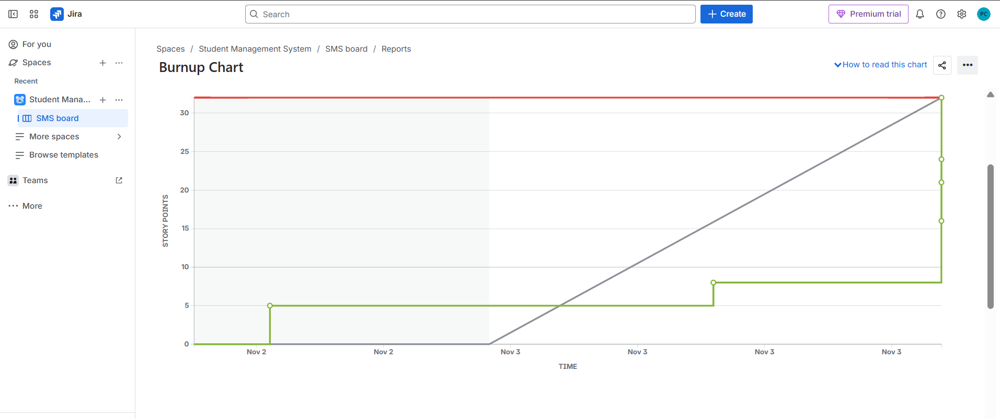 Jira
Search
Create
Premium trial
PC
For you
Spaces
Recent
Student Mana...
SMS board
More spaces
Browse templates
Teams
More
Spaces / Student Management System / SMS board / Reports
Burnup Chart
How to read this chart
30
25
20
15
10
5
0
STORY POINTS
Nov 2 Nov 2 Nov 3 Nov 3 Nov 3 Nov 3
TIME